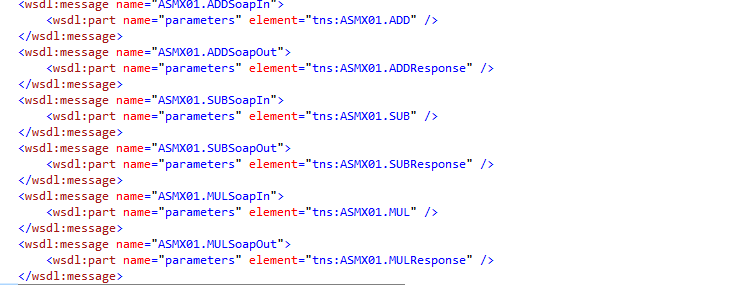 <wsdl:message name="ASMX01.ADDSoapIn">
<wsdl:part name="parameters" element="tns:ASMX01.ADD" />
</wsdl:message>
<wsdl:message name="ASMX01.ADDSoapOut">
<wsdl:part name="parameters" element="tns:ASMX01.ADDResponse" />
</wsdl:message>
<wsdl:message name="ASMX01.SUBSoapIn">
<wsdl:part name="parameters" element="tns:ASMX01.SUB" />
</wsdl:message>
<wsdl:message name="ASMX01.SUBSoapOut">
<wsdl:part name="parameters" element="tns:ASMX01.SUBResponse" />
</wsdl:message>
<wsdl:message name="ASMX01.MULSoapIn">
<wsdl:part name="parameters" element="tns:ASMX01.MUL" />
</wsdl:message>
<wsdl:message name="ASMX01.MULSoapOut">
<wsdl:part name="parameters" element="tns:ASMX01.MULResponse" />
</wsdl:message>